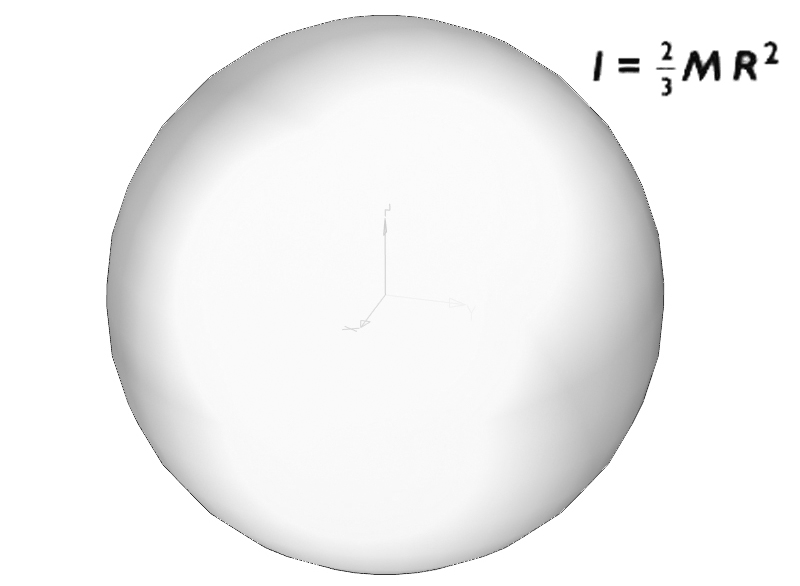 I = 2/3 M R²